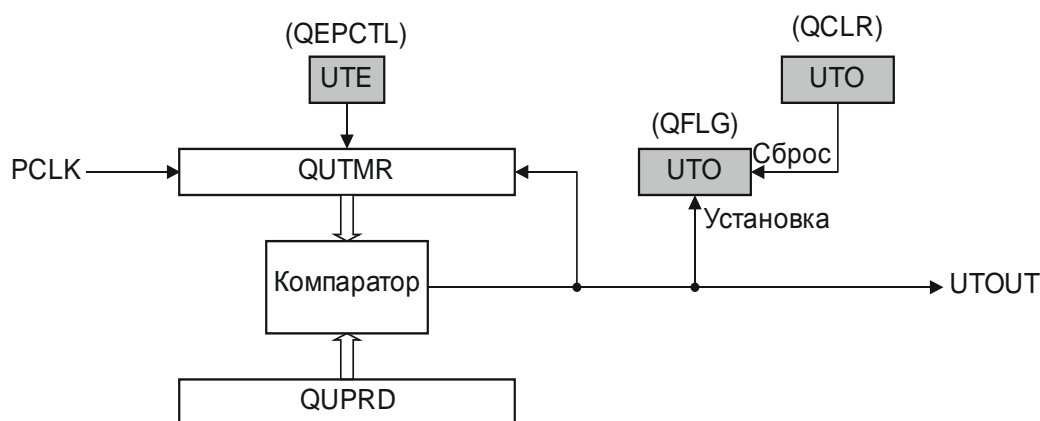 (QEPCTL)
UTE
(QCLR)
UTO
(QFLG)
UTO
Сброс
PCLK
QUTMR
Установка
Компаратор
UTOUT
QUPRD